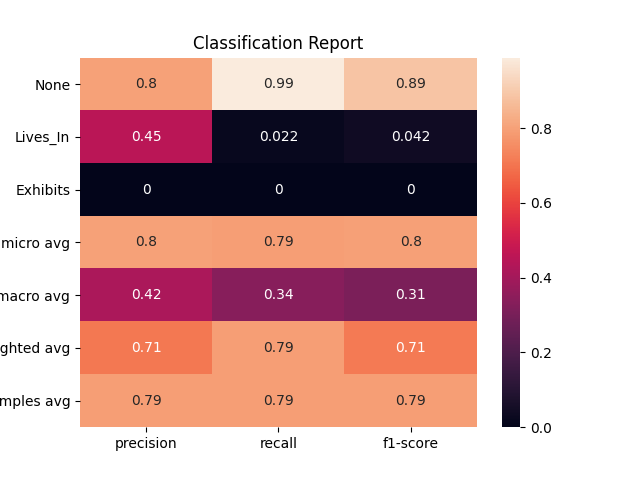 Classification Report
None 0.8 0.99 0.89
Lives_In 0.45 0.022 0.042
Exhibits 0 0 0
micro avg 0.8 0.79 0.8
macro avg 0.42 0.34 0.31
ghted avg 0.71 0.79 0.71
mples avg 0.79 0.79 0.79
precision recall f1-score
0.8
0.6
0.4
0.2
0.0